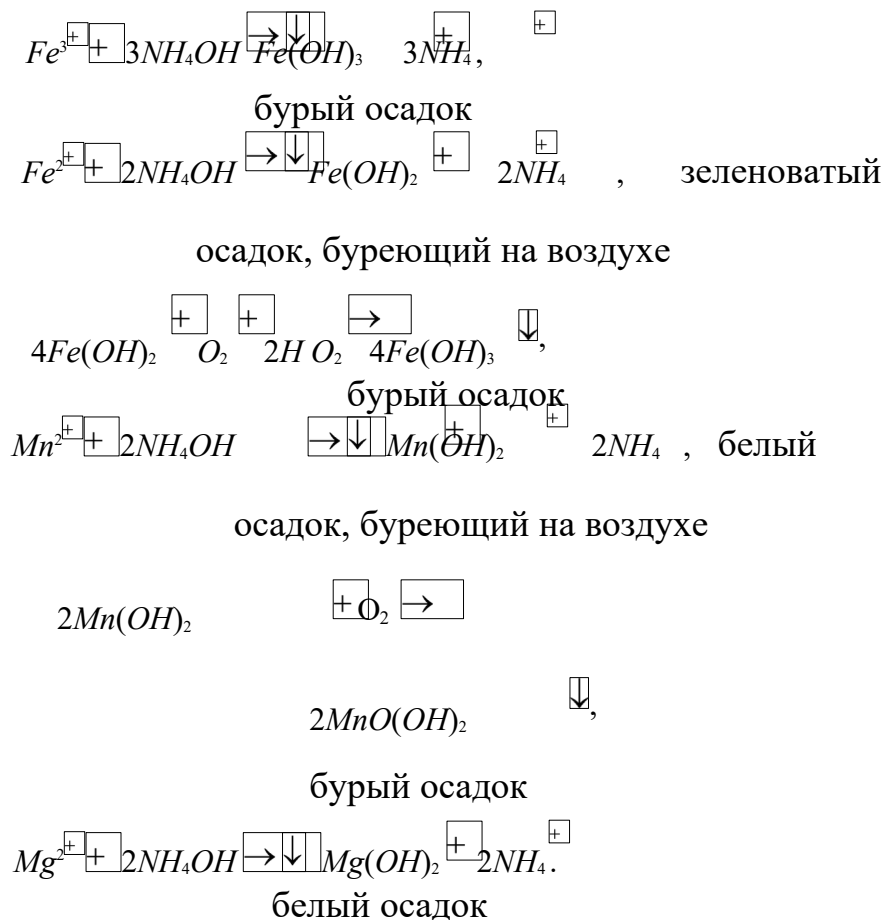 Fe³⁺ + 3NH₄OH → ↓ Fe(OH)₃ + 3NH₄⁺,
бурый осадок
Fe²⁺ + 2NH₄OH → ↓ Fe(OH)₂ + 2NH₄⁺, зеленоватый
осадок, буреющий на воздухе
4Fe(OH)₂ + O₂ + 2H O₂ → 4Fe(OH)₃ ↓,
бурый осадок
Mn²⁺ + 2NH₄OH → ↓ Mn(OH)₂ + 2NH₄⁺, белый
осадок, буреющий на воздухе
2Mn(OH)₂ + O₂ →
2MnO(OH)₂ ↓,
бурый осадок
Mg²⁺ + 2NH₄OH → ↓ Mg(OH)₂ + 2NH₄⁺.
белый осадок